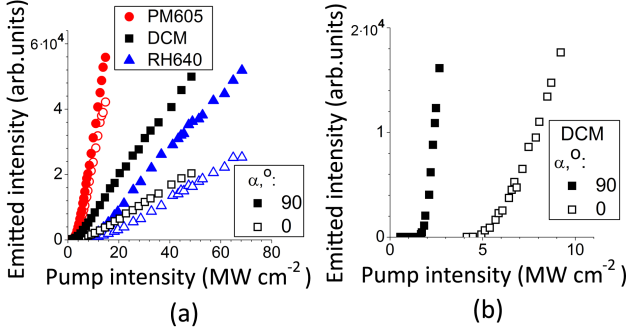 PM605
DCM
RH640
Emitted intensity (arb.units)
6·10⁴
4
2
0
0 20 40 60 80
α,°:
90
0
Pump intensity (MW cm⁻²)
(a)
Emitted intensity (arb.units)
2×10⁴
1×10⁴
0
0 5 10
DCM
α,°:
90
0
Pump intensity (MW cm⁻²)
(b)